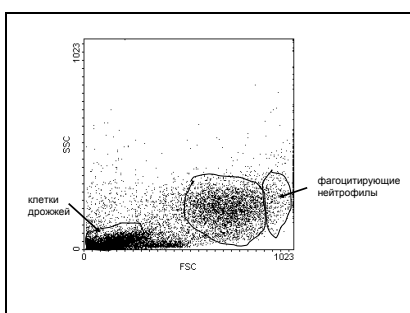 1023
SSC
клетки
дрожжей
фагоцитирующие
нейтрофилы
0
0
1023
FSC